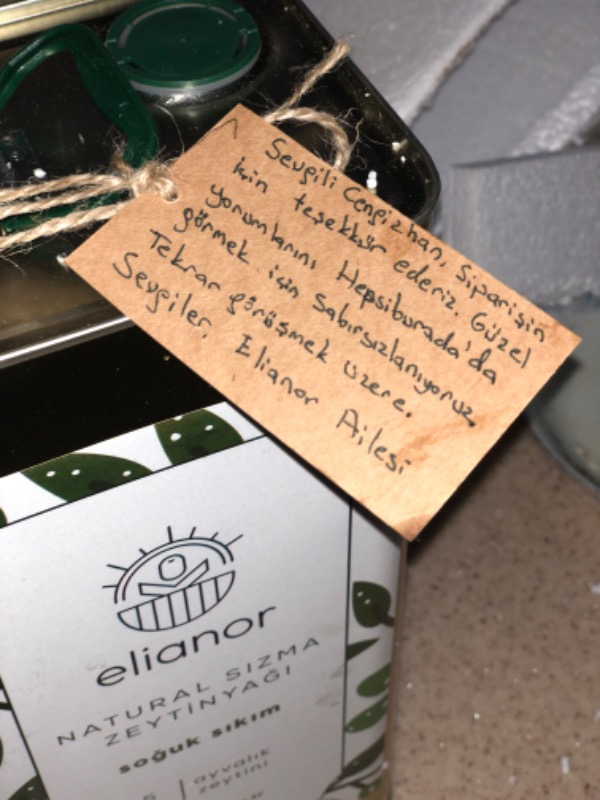 Sevgili Cengizhan, Siparişin
için teşekkür ederiz. Güzel
yorumlarını Hepsiburada'da
görmek için sabırsızlanıyoruz.
Tekrar görüşmek üzere.
Sevgiler, Elianor Ailesi
elianor
NATURAL SIZMA
ZEYTİNYAĞI
soğuk sıkım
5
ayvalık
zeytini